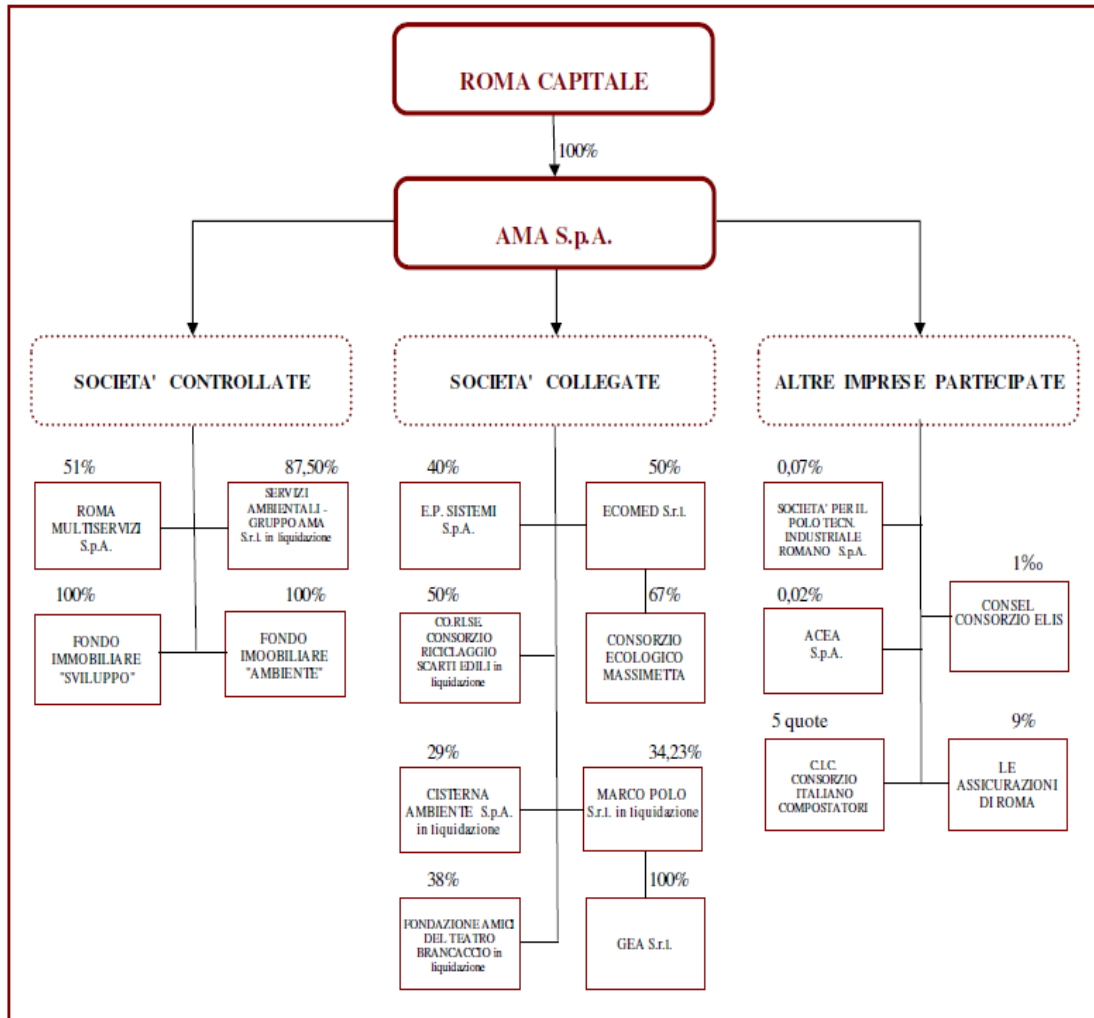 ROMA CAPITALE
100%
AMA S.p.A.
SOCIETA' CONTROLLATE
51%
87,50%
ROMA
MULTISERVIZI
S.p.A.
SERVIZI
AMBIENTALI -
GRUPPO AMA
S.r.l. in liquidazione
100%
100%
FONDO
IMMOBILIARE
"SVILUPPO"
FONDO
IMOOBILIARE
"AMBIENTE"
SOCIETA' COLLEGATE
40%
50%
E.P. SISTEMI
S.p.A.
ECOMED S.r.l.
50%
67%
CO.RI.SE.
CONSORZIO
RICICLAGGIO
SCARTI EDILI in
liquidazione
CONSORZIO
ECOLOGICO
MASSIMETTA
29%
34,23%
CISTERNA
AMBIENTE S.p.A.
in liquidazione
MARCO POLO
S.r.l. in liquidazione
38%
100%
FONDAZIONE AMICI
DEL TEATRO
BRANCACCIO in
liquidazione
GEA S.r.l.
ALTRE IMPRESE PARTECIPATE
0,07%
SOCIETA' PER IL
POLO TECN.
INDUSTRIALE
ROMANO S.p.A.
1‰
CONSEL
CONSORZIO ELIS
0,02%
ACEA
S.p.A.
5 quote
9%
C.I.C.
CONSORZIO
ITALIANO
COMPOSTATORI
LE
ASSICURAZIONI
DI ROMA